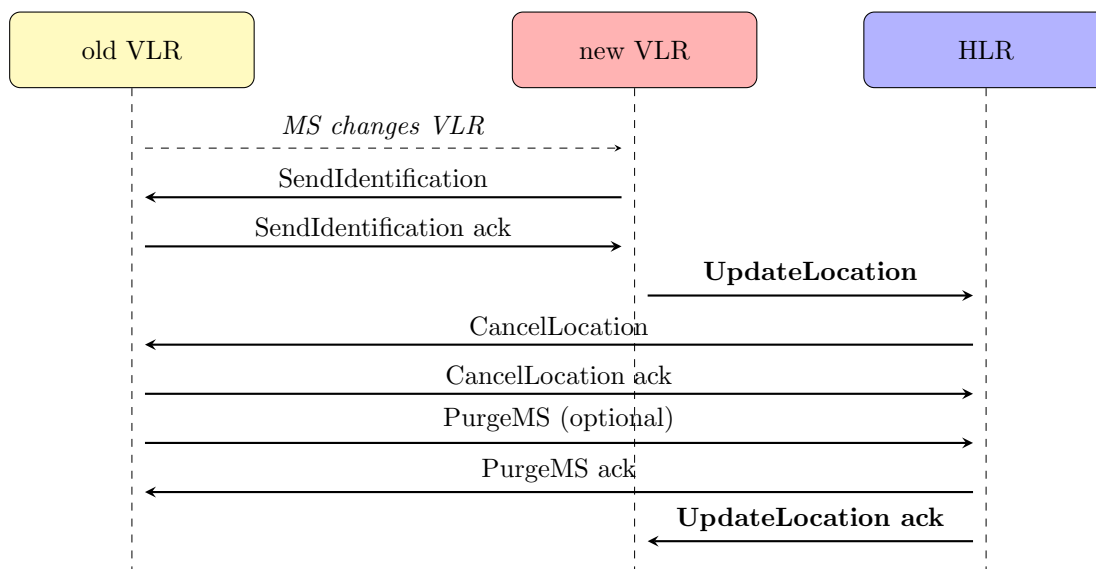 old VLR
new VLR
HLR
MS changes VLR
SendIdentification
SendIdentification ack
UpdateLocation
CancelLocation
CancelLocation ack
PurgeMS (optional)
PurgeMS ack
UpdateLocation ack